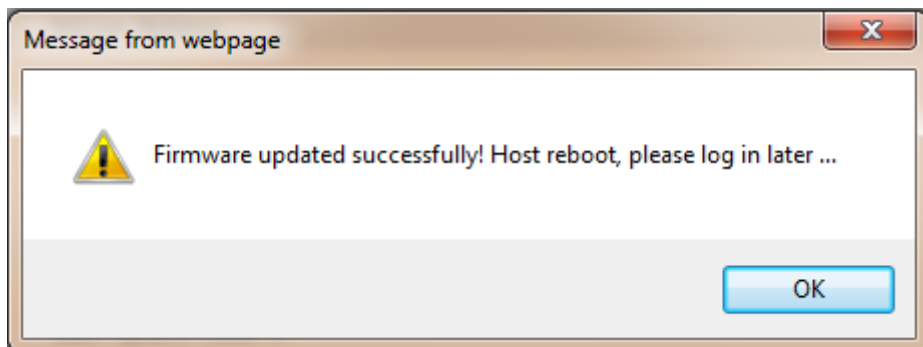 Message from webpage
Firmware updated successfully! Host reboot, please log in later ...
OK